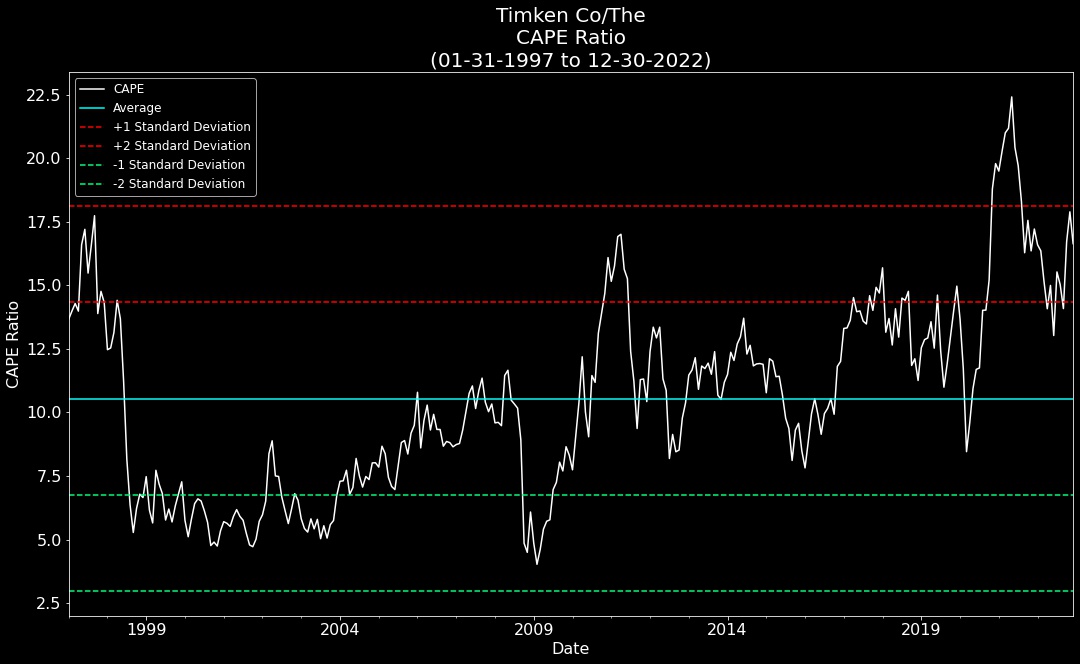 Timken Co/The
CAPE Ratio
(01-31-1997 to 12-30-2022)
CAPE
Average
+1 Standard Deviation
+2 Standard Deviation
-1 Standard Deviation
-2 Standard Deviation
22.5
20.0
17.5
15.0
12.5
10.0
7.5
5.0
2.5
CAPE Ratio
1999 2004 2009 2014 2019
Date